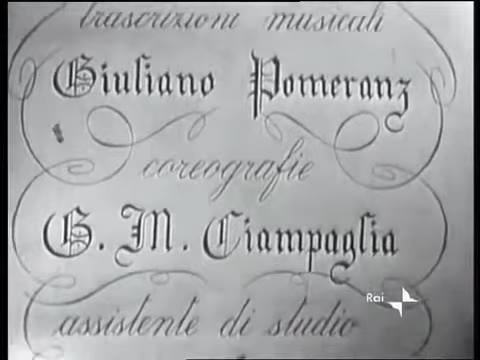 trascrizioni musicali
Giuliano Pomeranz
coreografie
G. M. Ciampaglia
Rai
assistente di studio